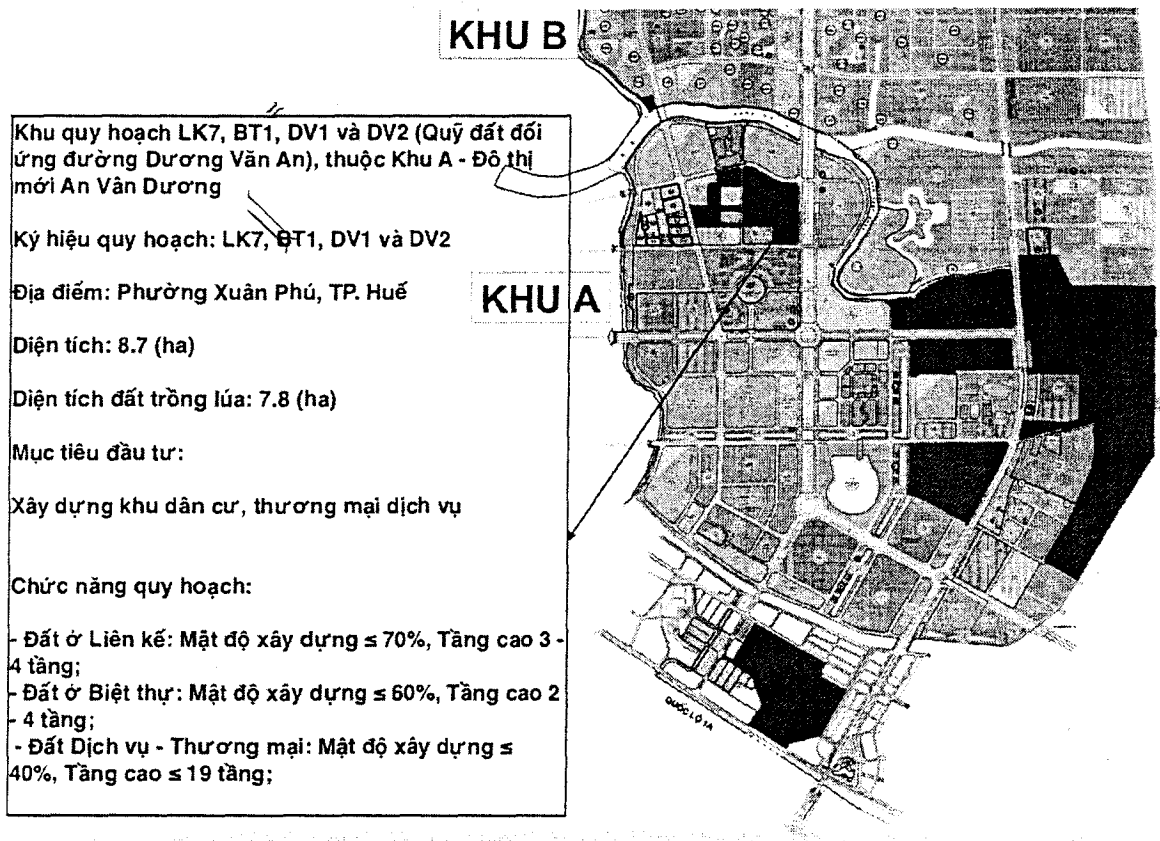 KHU B
Khu quy hoạch LK7, BT1, DV1 và DV2 (Quỹ đất đối
ứng đường Dương Văn An), thuộc Khu A - Đô thị
mới An Vân Dương
Ký hiệu quy hoạch: LK7, BT1, DV1 và DV2
Địa điểm: Phường Xuân Phú, TP. Huế
KHU A
Diện tích: 8.7 (ha)
Diện tích đất trồng lúa: 7.8 (ha)
Mục tiêu đầu tư:
Xây dựng khu dân cư, thương mại dịch vụ
Chức năng quy hoạch:
- Đất ở Liên kế: Mật độ xây dựng ≤ 70%, Tầng cao 3 -
4 tầng;
- Đất ở Biệt thự: Mật độ xây dựng ≤ 60%, Tầng cao 2
- 4 tầng;
- Đất Dịch vụ - Thương mại: Mật độ xây dựng ≤
40%, Tầng cao ≤ 19 tầng;
QUỐC LỘ 1A